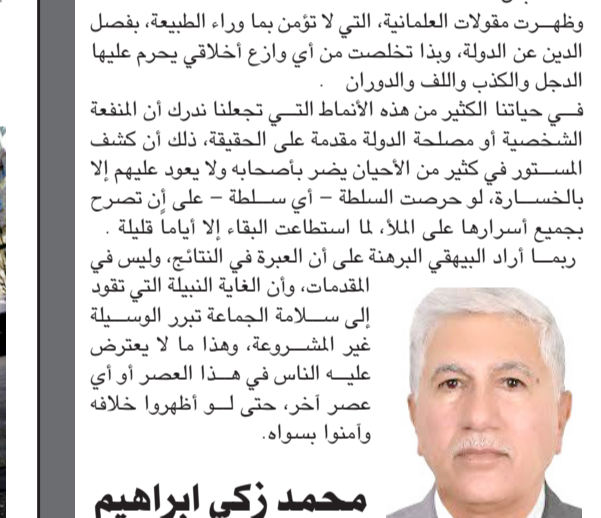 وظهرت مقولات العلمانية، التي لا تؤمن بما وراء الطبيعة، بفصل
الدين عن الدولة، وبذا تخلصت من أي وازع أخلاقي يحرم عليها
الدجل والكذب واللف والدوران .
في حياتنا الكثير من هذه الأنماط التي تجعلنا ندرك أن المنفعة
الشخصية أو مصلحة الدولة مقدمة على الحقيقة، ذلك أن كشف
المستور في كثير من الأحيان يضر بأصحابه ولا يعود عليهم إلا
بالخسارة، لو حرصت السلطة – أي سلطة – على أن تصرح
بجميع أسرارها على الملأ، لما استطاعت البقاء إلا أياماً قليلة .
ربما أراد البيهقي البرهنة على أن العبرة في النتائج، وليس في
المقدمات، وأن الغاية النبيلة التي تقود
إلى سلامة الجماعة تبرر الوسيلة
غير المشروعة، وهذا ما لا يعترض
عليه الناس في هذا العصر أو أي
عصر آخر، حتى لو أظهروا خلافه
وآمنوا بسواه.
محمد زكي ابراهيم